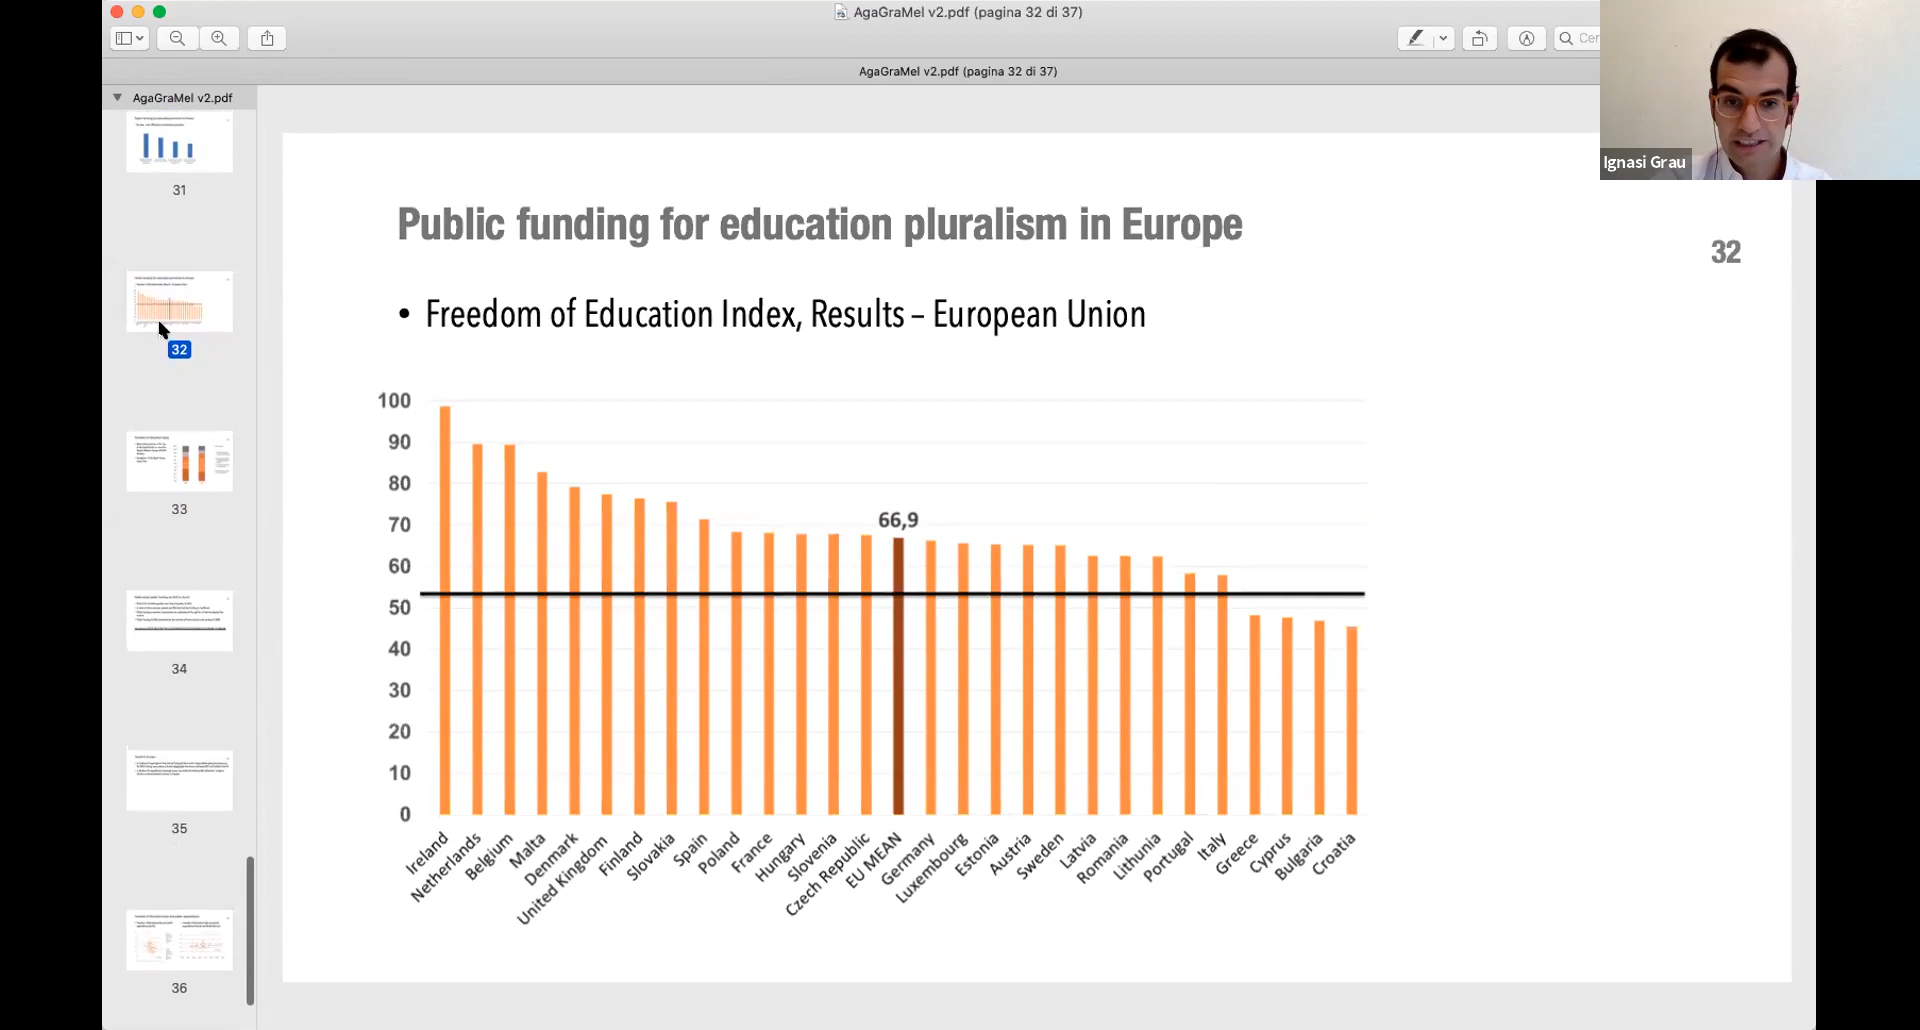 AgaGraMel v2.pdf (pagina 32 di 37)
Cer
AgaGraMel v2.pdf (pagina 32 di 37)
Ignasi Grau
AgaGraMel v2.pdf
31
32
33
34
35
36
Public funding for education pluralism in Europe
32
• Freedom of Education Index, Results – European Union
100
90
80
70
60
50
40
30
20
10
0
66,9
Ireland
Netherlands
Belgium
Malta
Denmark
United Kingdom
Finland
Slovakia
Spain
Poland
France
Hungary
Slovenia
Czech Republic
EU MEAN
Germany
Luxembourg
Estonia
Austria
Sweden
Latvia
Romania
Lithunia
Portugal
Italy
Greece
Cyprus
Bulgaria
Croatia